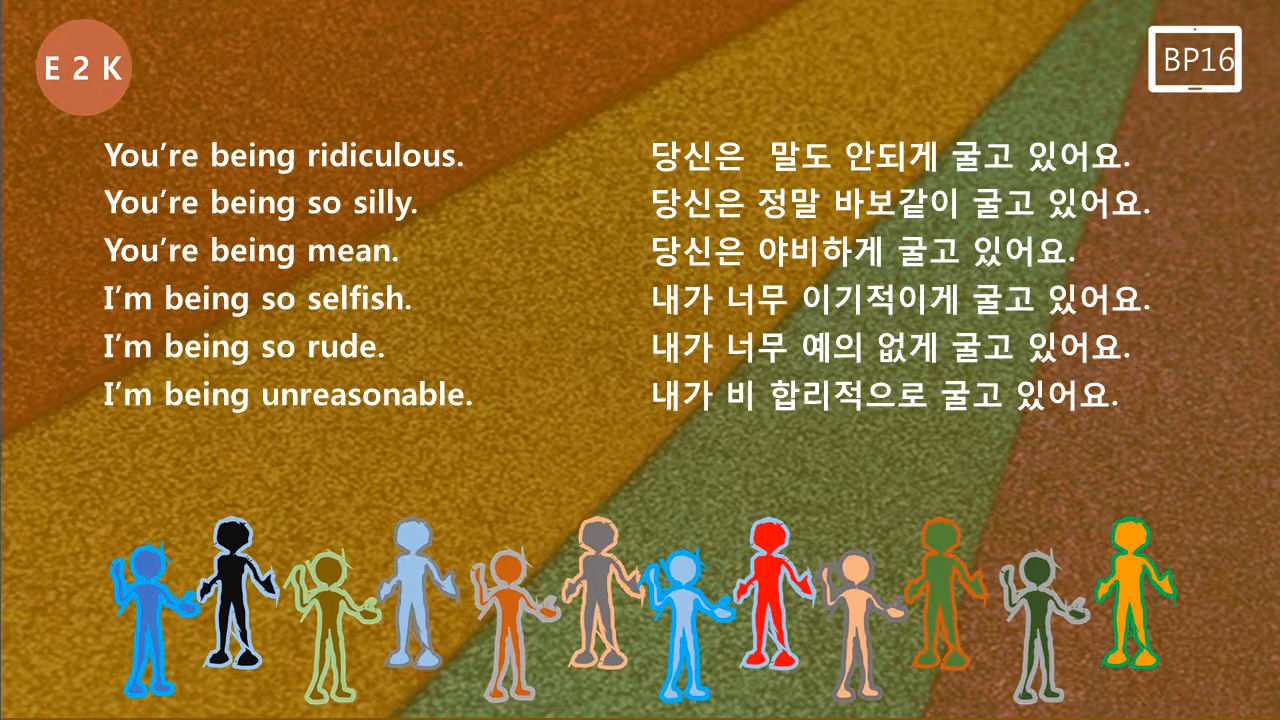 E 2 K
BP16
You’re being ridiculous.
당신은 말도 안되게 굴고 있어요.
You’re being so silly.
당신은 정말 바보같이 굴고 있어요.
You’re being mean.
당신은 야비하게 굴고 있어요.
I’m being so selfish.
내가 너무 이기적이게 굴고 있어요.
I’m being so rude.
내가 너무 예의 없게 굴고 있어요.
I’m being unreasonable.
내가 비 합리적으로 굴고 있어요.